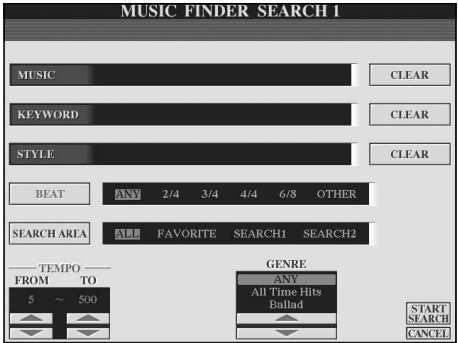 MUSIC FINDER SEARCH 1
MUSIC CLEAR
KEYWORD CLEAR
STYLE CLEAR
BEAT ANY 2/4 3/4 4/4 6/8 OTHER
SEARCH AREA ALL FAVORITE SEARCH1 SEARCH2
TEMPO
FROM TO
5 ~ 500
GENRE
ANY
All Time Hits
Ballad
START
SEARCH
CANCEL